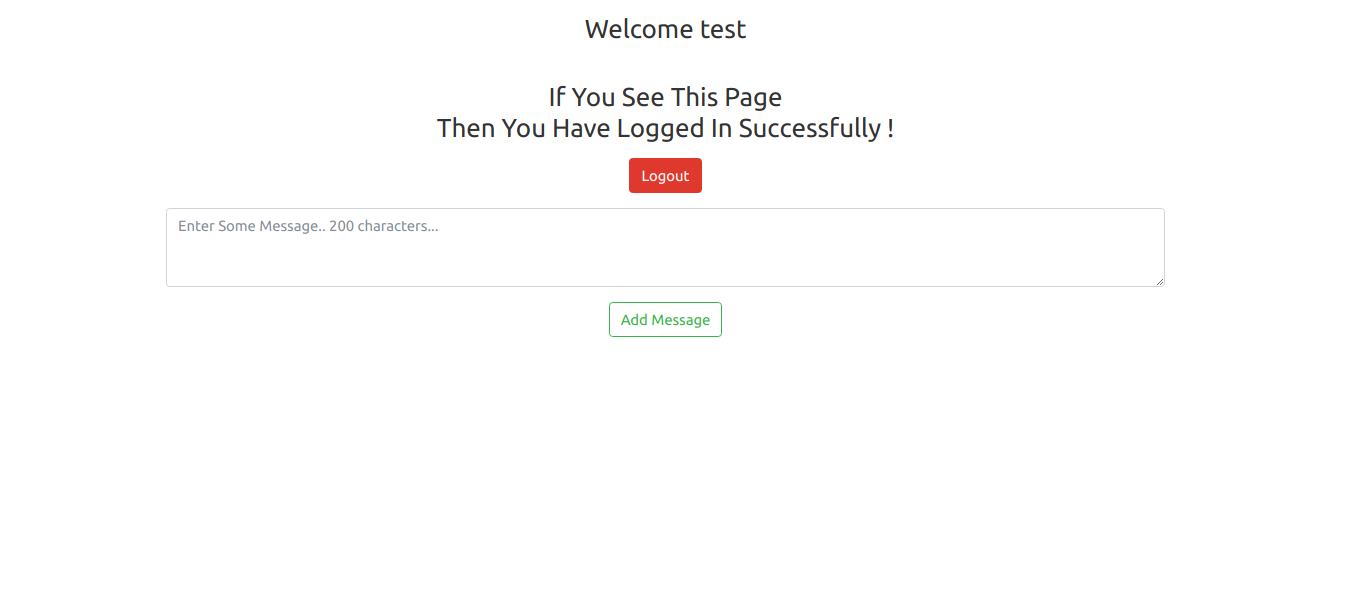 Welcome test
If You See This Page
Then You Have Logged In Successfully !
Logout
Enter Some Message.. 200 characters...
Add Message